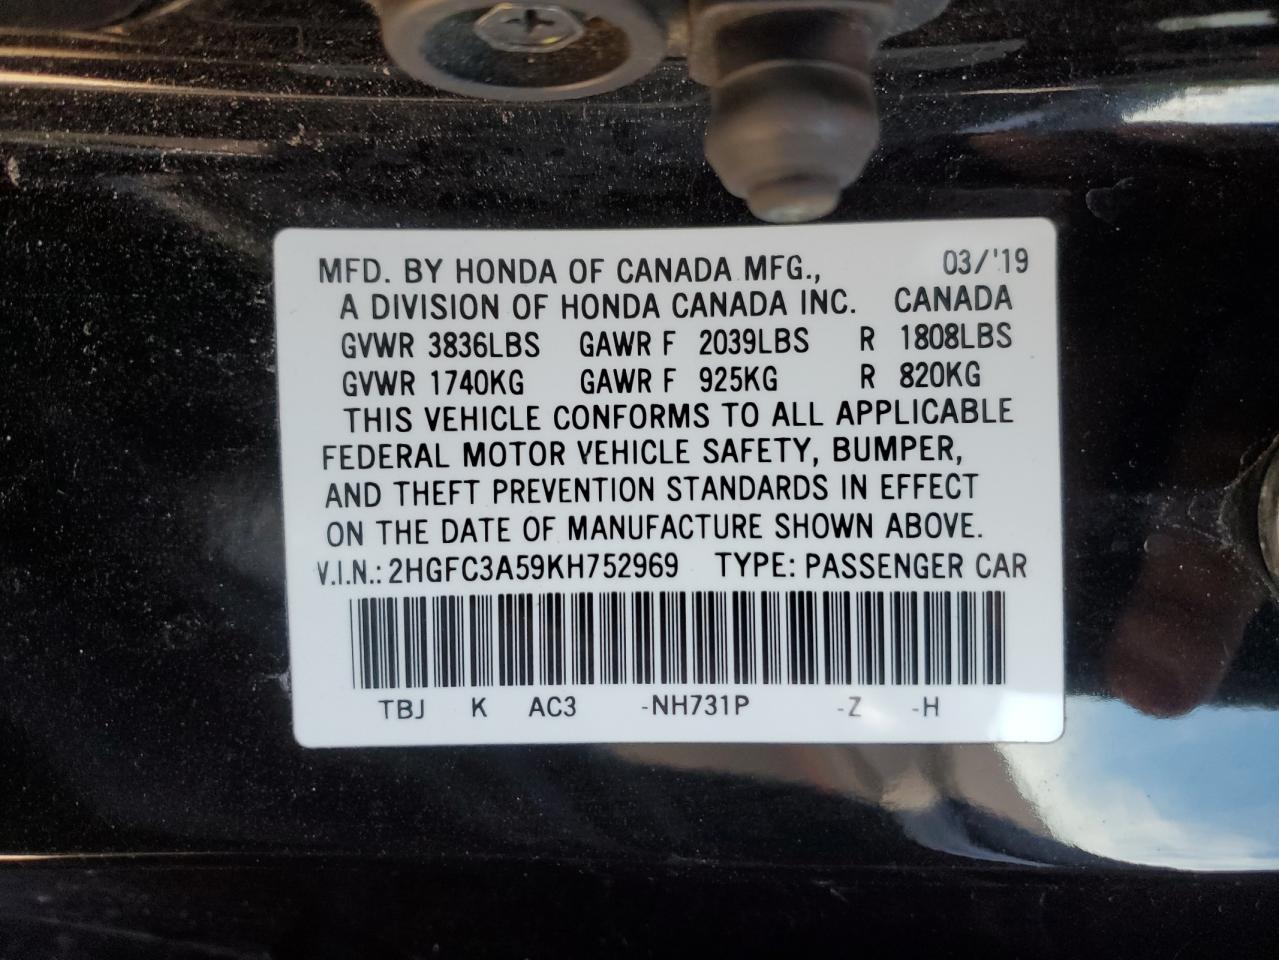 MFD. BY HONDA OF CANADA MFG., 03/'19
A DIVISION OF HONDA CANADA INC. CANADA
GVWR 3836LBS GAWR F 2039LBS R 1808LBS
GVWR 1740KG GAWR F 925KG R 820KG
THIS VEHICLE CONFORMS TO ALL APPLICABLE
FEDERAL MOTOR VEHICLE SAFETY, BUMPER,
AND THEFT PREVENTION STANDARDS IN EFFECT
ON THE DATE OF MANUFACTURE SHOWN ABOVE.
V.I.N.: 2HGFC3A59KH752969 TYPE: PASSENGER CAR
TBJ K AC3 -NH731P -Z -H